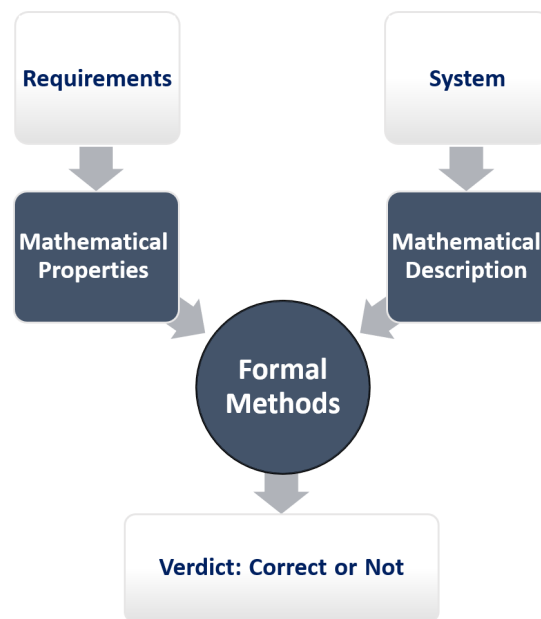 Requirements
System
Mathematical
Properties
Mathematical
Description
Formal
Methods
Verdict: Correct or Not